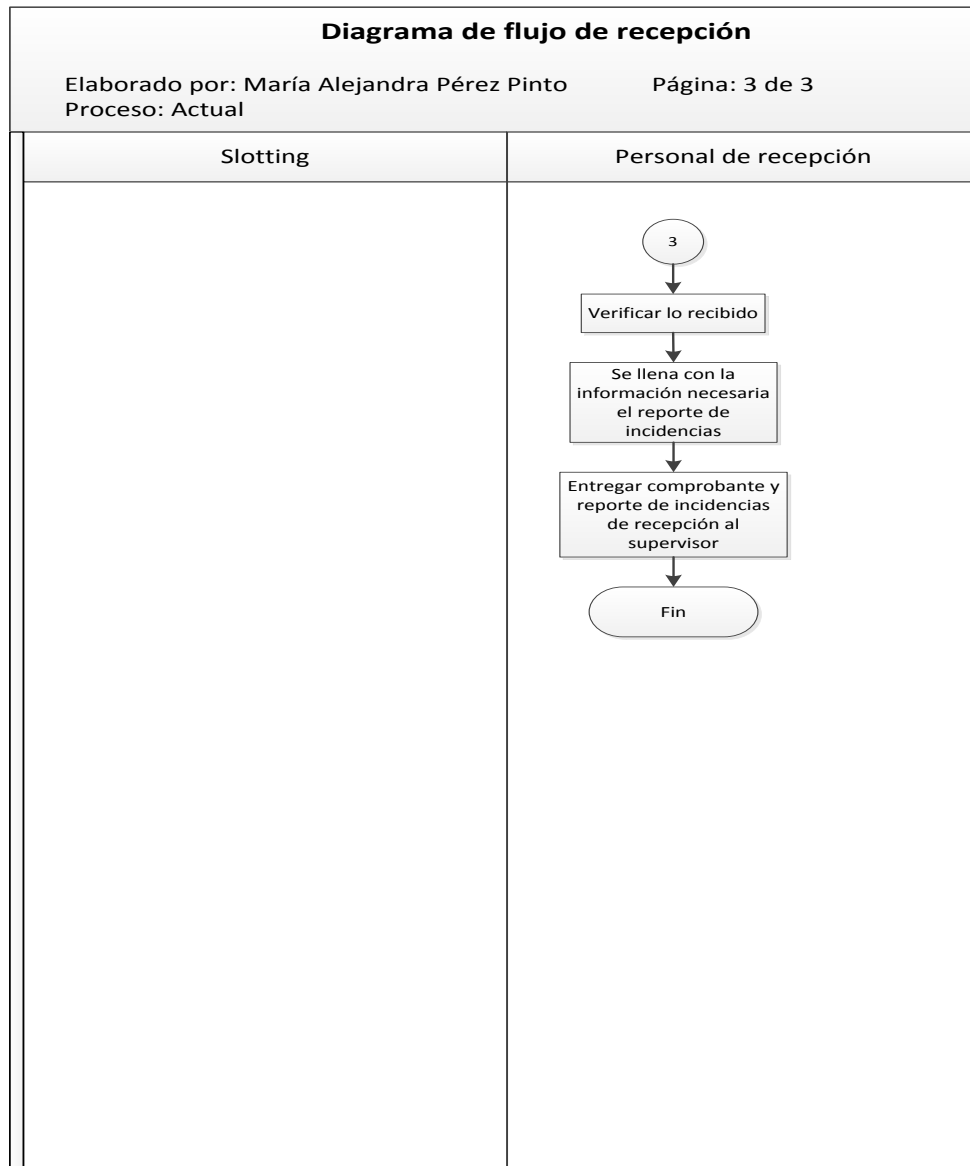 Diagrama de flujo de recepción
Elaborado por: María Alejandra Pérez Pinto Página: 3 de 3
Proceso: Actual
Slotting
Personal de recepción
3
Verificar lo recibido
Se llena con la
información necesaria
el reporte de
incidencias
Entregar comprobante y
reporte de incidencias
de recepción al
supervisor
Fin